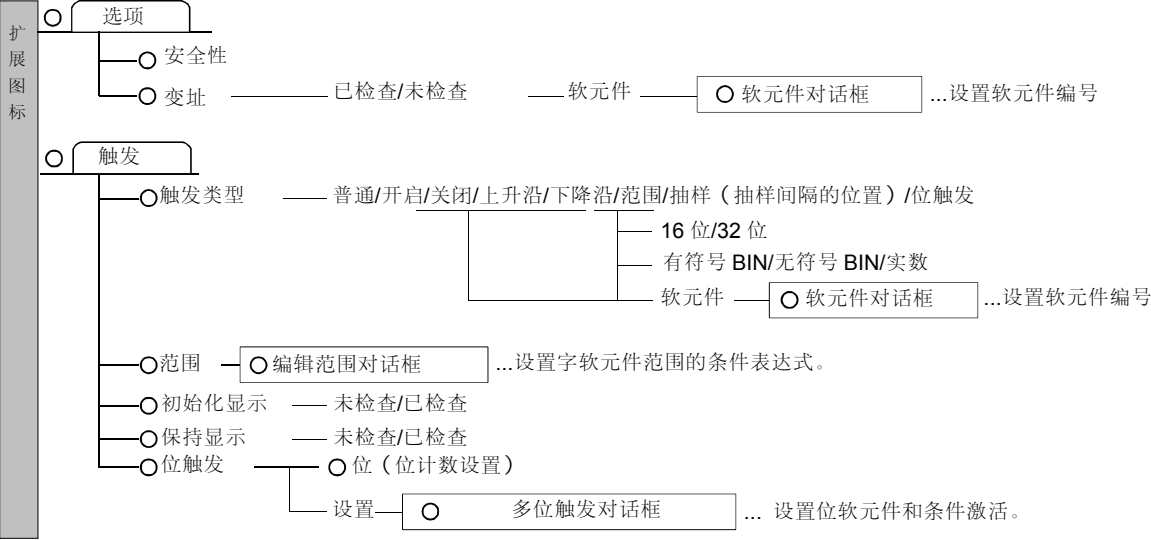 扩展图标
选项
安全性
变址 已检查/未检查 软元件 软元件对话框 ...设置软元件编号
触发
触发类型 普通/开启/关闭/上升沿/下降沿/范围/抽样（抽样间隔的位置）/位触发
16 位/32 位
有符号 BIN/无符号 BIN/实数
软元件 软元件对话框 ...设置软元件编号
范围 编辑范围对话框 ...设置字软元件范围的条件表达式。
初始化显示 未检查/已检查
保持显示 未检查/已检查
位触发 位（位计数设置）
设置 多位触发对话框 ... 设置位软元件和条件激活。